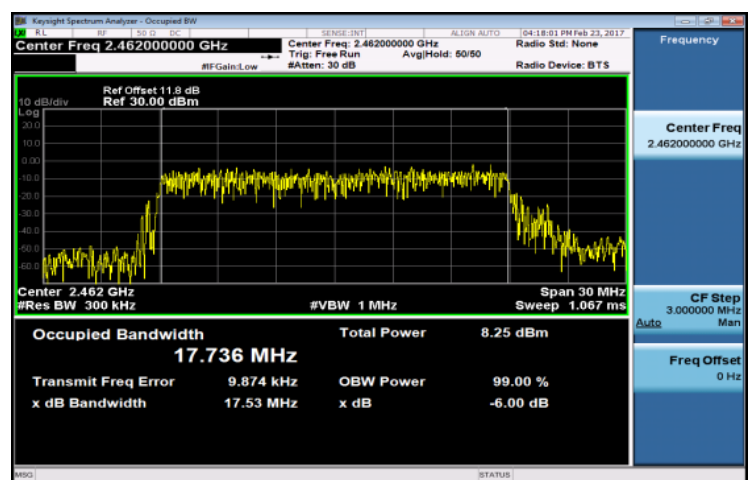 Keysight Spectrum Analyzer - Occupied BW
RL RF 50 Ω DC SENSE:INT ALIGN AUTO 04:18:01 PM Feb 23, 2017
Center Freq 2.462000000 GHz
Center Freq: 2.462000000 GHz
Radio Std: None
Trig: Free Run Avg|Hold: 50/50
#IFGain:Low
#Atten: 30 dB
Radio Device: BTS
Frequency
Ref Offset 11.8 dB
10 dB/div Ref 30.00 dBm
Log
20.0
10.0
0.00
-10.0
-20.0
-30.0
-40.0
-50.0
-60.0
Center 2.462 GHz
Span 30 MHz
#Res BW 300 kHz
#VBW 1 MHz
Sweep 1.067 ms
Occupied Bandwidth
17.736 MHz
Total Power 8.25 dBm
Transmit Freq Error 9.874 kHz
OBW Power 99.00 %
x dB Bandwidth 17.53 MHz
x dB -6.00 dB
Center Freq
2.462000000 GHz
CF Step
3.000000 MHz
Auto Man
Freq Offset
0 Hz
MSG STATUS